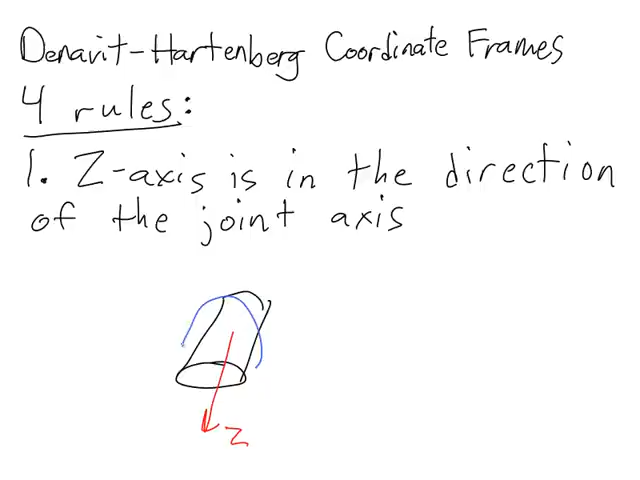 Denavit-Hartenberg Coordinate Frames
4 rules:
1. Z-axis is in the direction
of the joint axis
Z